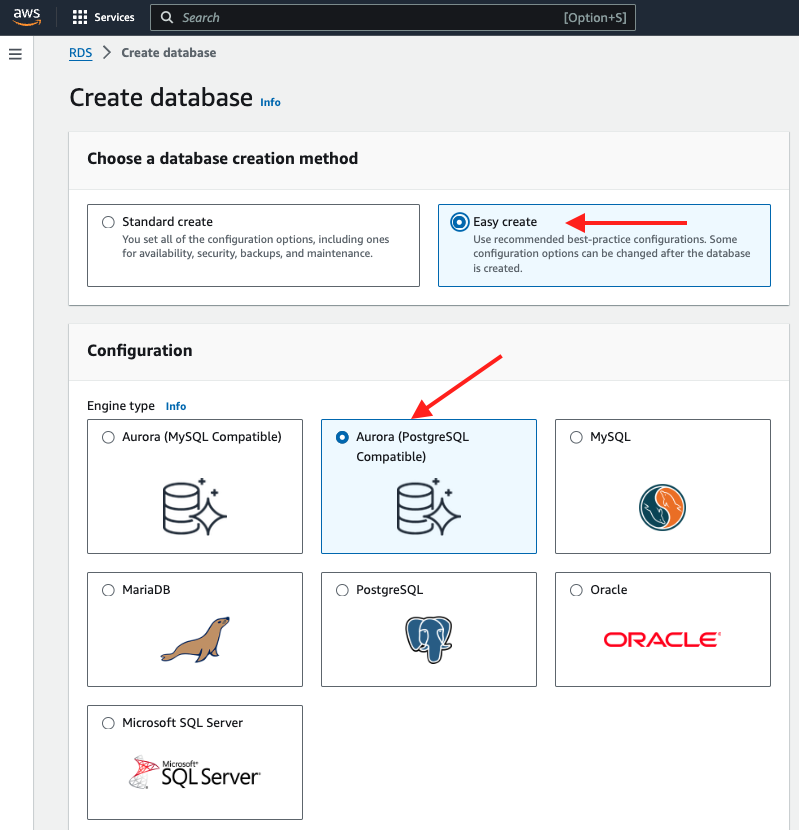 aws
Services
Search
[Option+S]
RDS
Create database
Create database Info
Choose a database creation method
Standard create
You set all of the configuration options, including ones
for availability, security, backups, and maintenance.
Easy create
Use recommended best-practice configurations. Some
configuration options can be changed after the database
is created.
Configuration
Engine type Info
Aurora (MySQL Compatible)
Aurora (PostgreSQL
Compatible)
MySQL
MariaDB
PostgreSQL
Oracle
ORACLE
Microsoft SQL Server
Microsoft
SQL Server